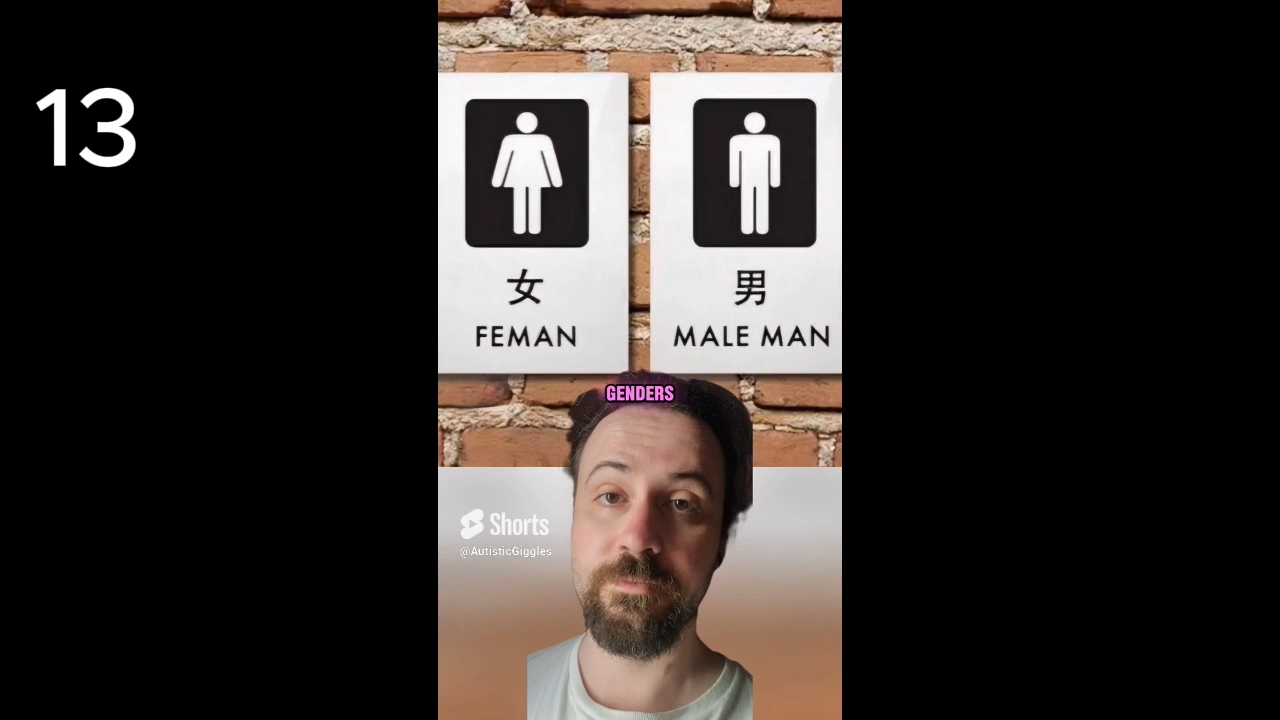 13
女
FEMAN
男
MALE MAN
GENDERS
Shorts
@AutisticGiggles